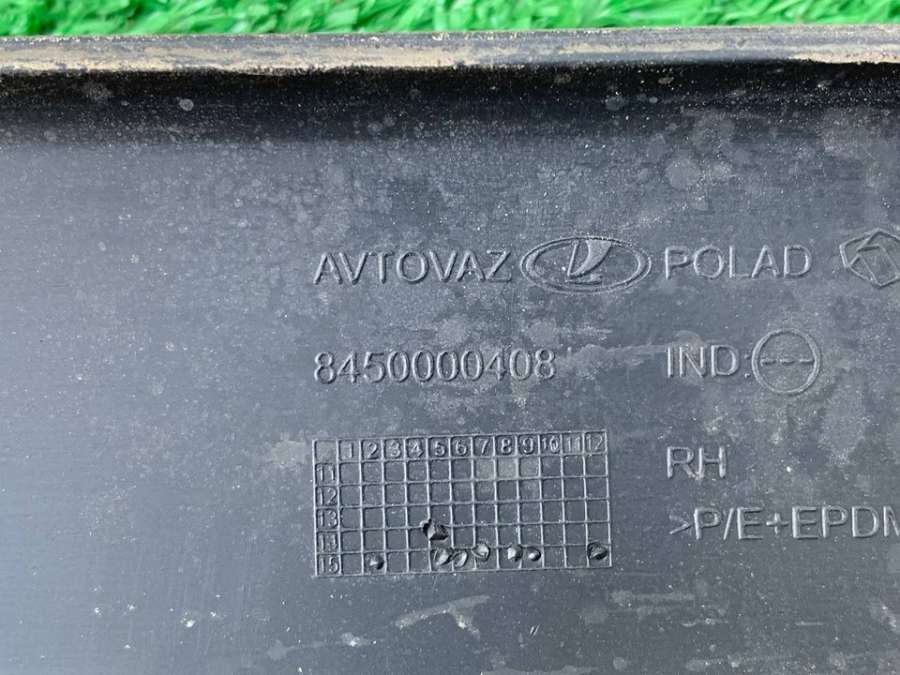 AVTOVAZ POLAD
8450000408 IND:
1 2 3 4 5 6 7 8 9 10 11 12
11
12
13
14
15
RH
>P/E+EPDM